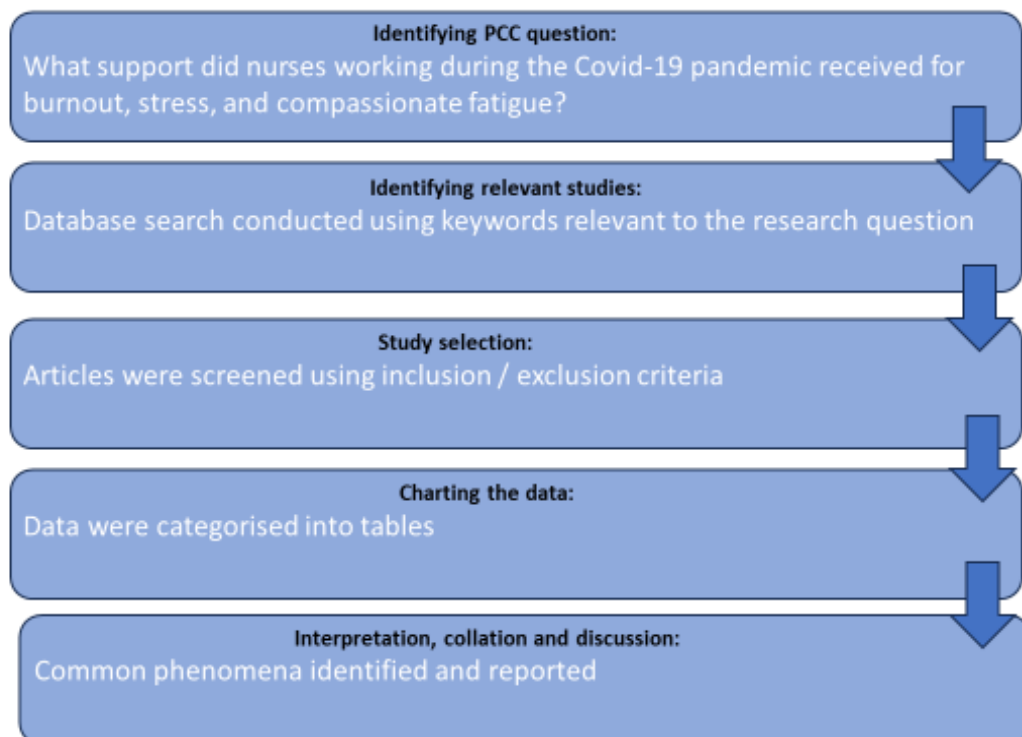 Identifying PCC question:
What support did nurses working during the Covid-19 pandemic received for
burnout, stress, and compassionate fatigue?
Identifying relevant studies:
Database search conducted using keywords relevant to the research question
Study selection:
Articles were screened using inclusion / exclusion criteria
Charting the data:
Data were categorised into tables
Interpretation, collation and discussion:
Common phenomena identified and reported